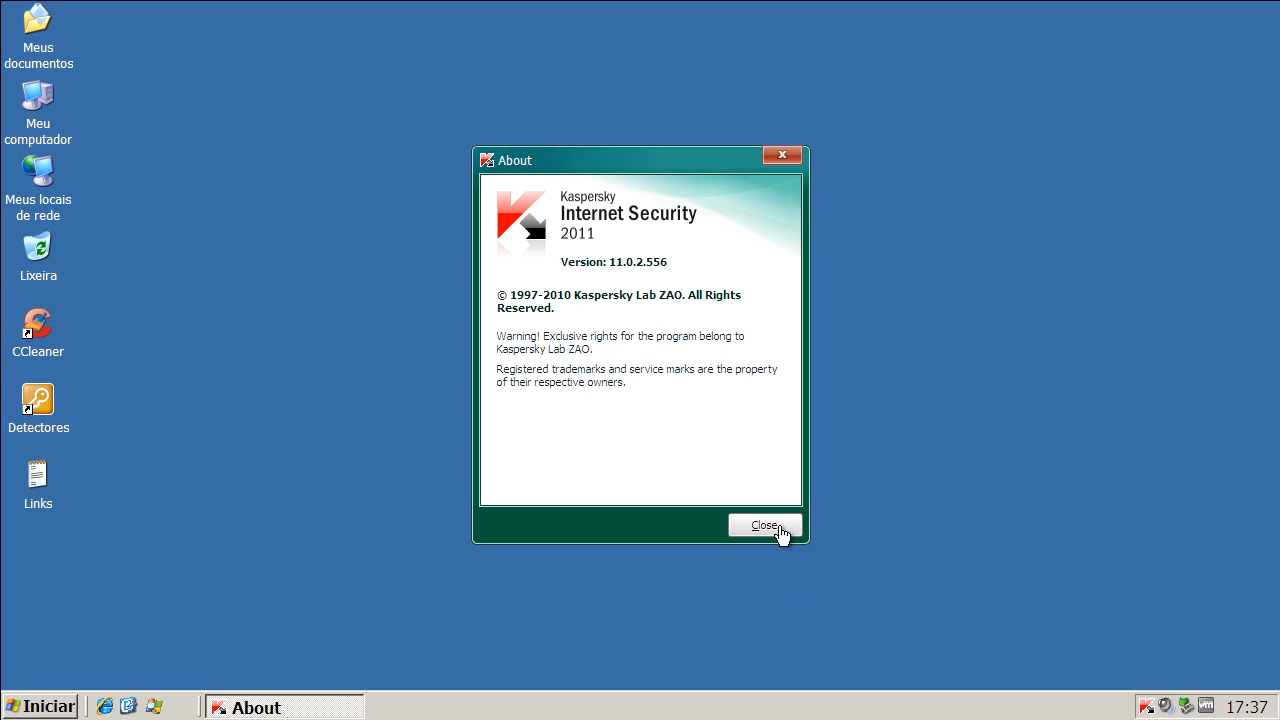 Meus
documentos
Meu
computador
Meus locais
de rede
Lixeira
CCleaner
Detectores
Links
About
Kaspersky
Internet Security
2011
Version: 11.0.2.556
© 1997-2010 Kaspersky Lab ZAO. All Rights
Reserved.
Warning! Exclusive rights for the program belong to
Kaspersky Lab ZAO.
Registered trademarks and service marks are the property
of their respective owners.
Close
Iniciar
About
vm
17:37